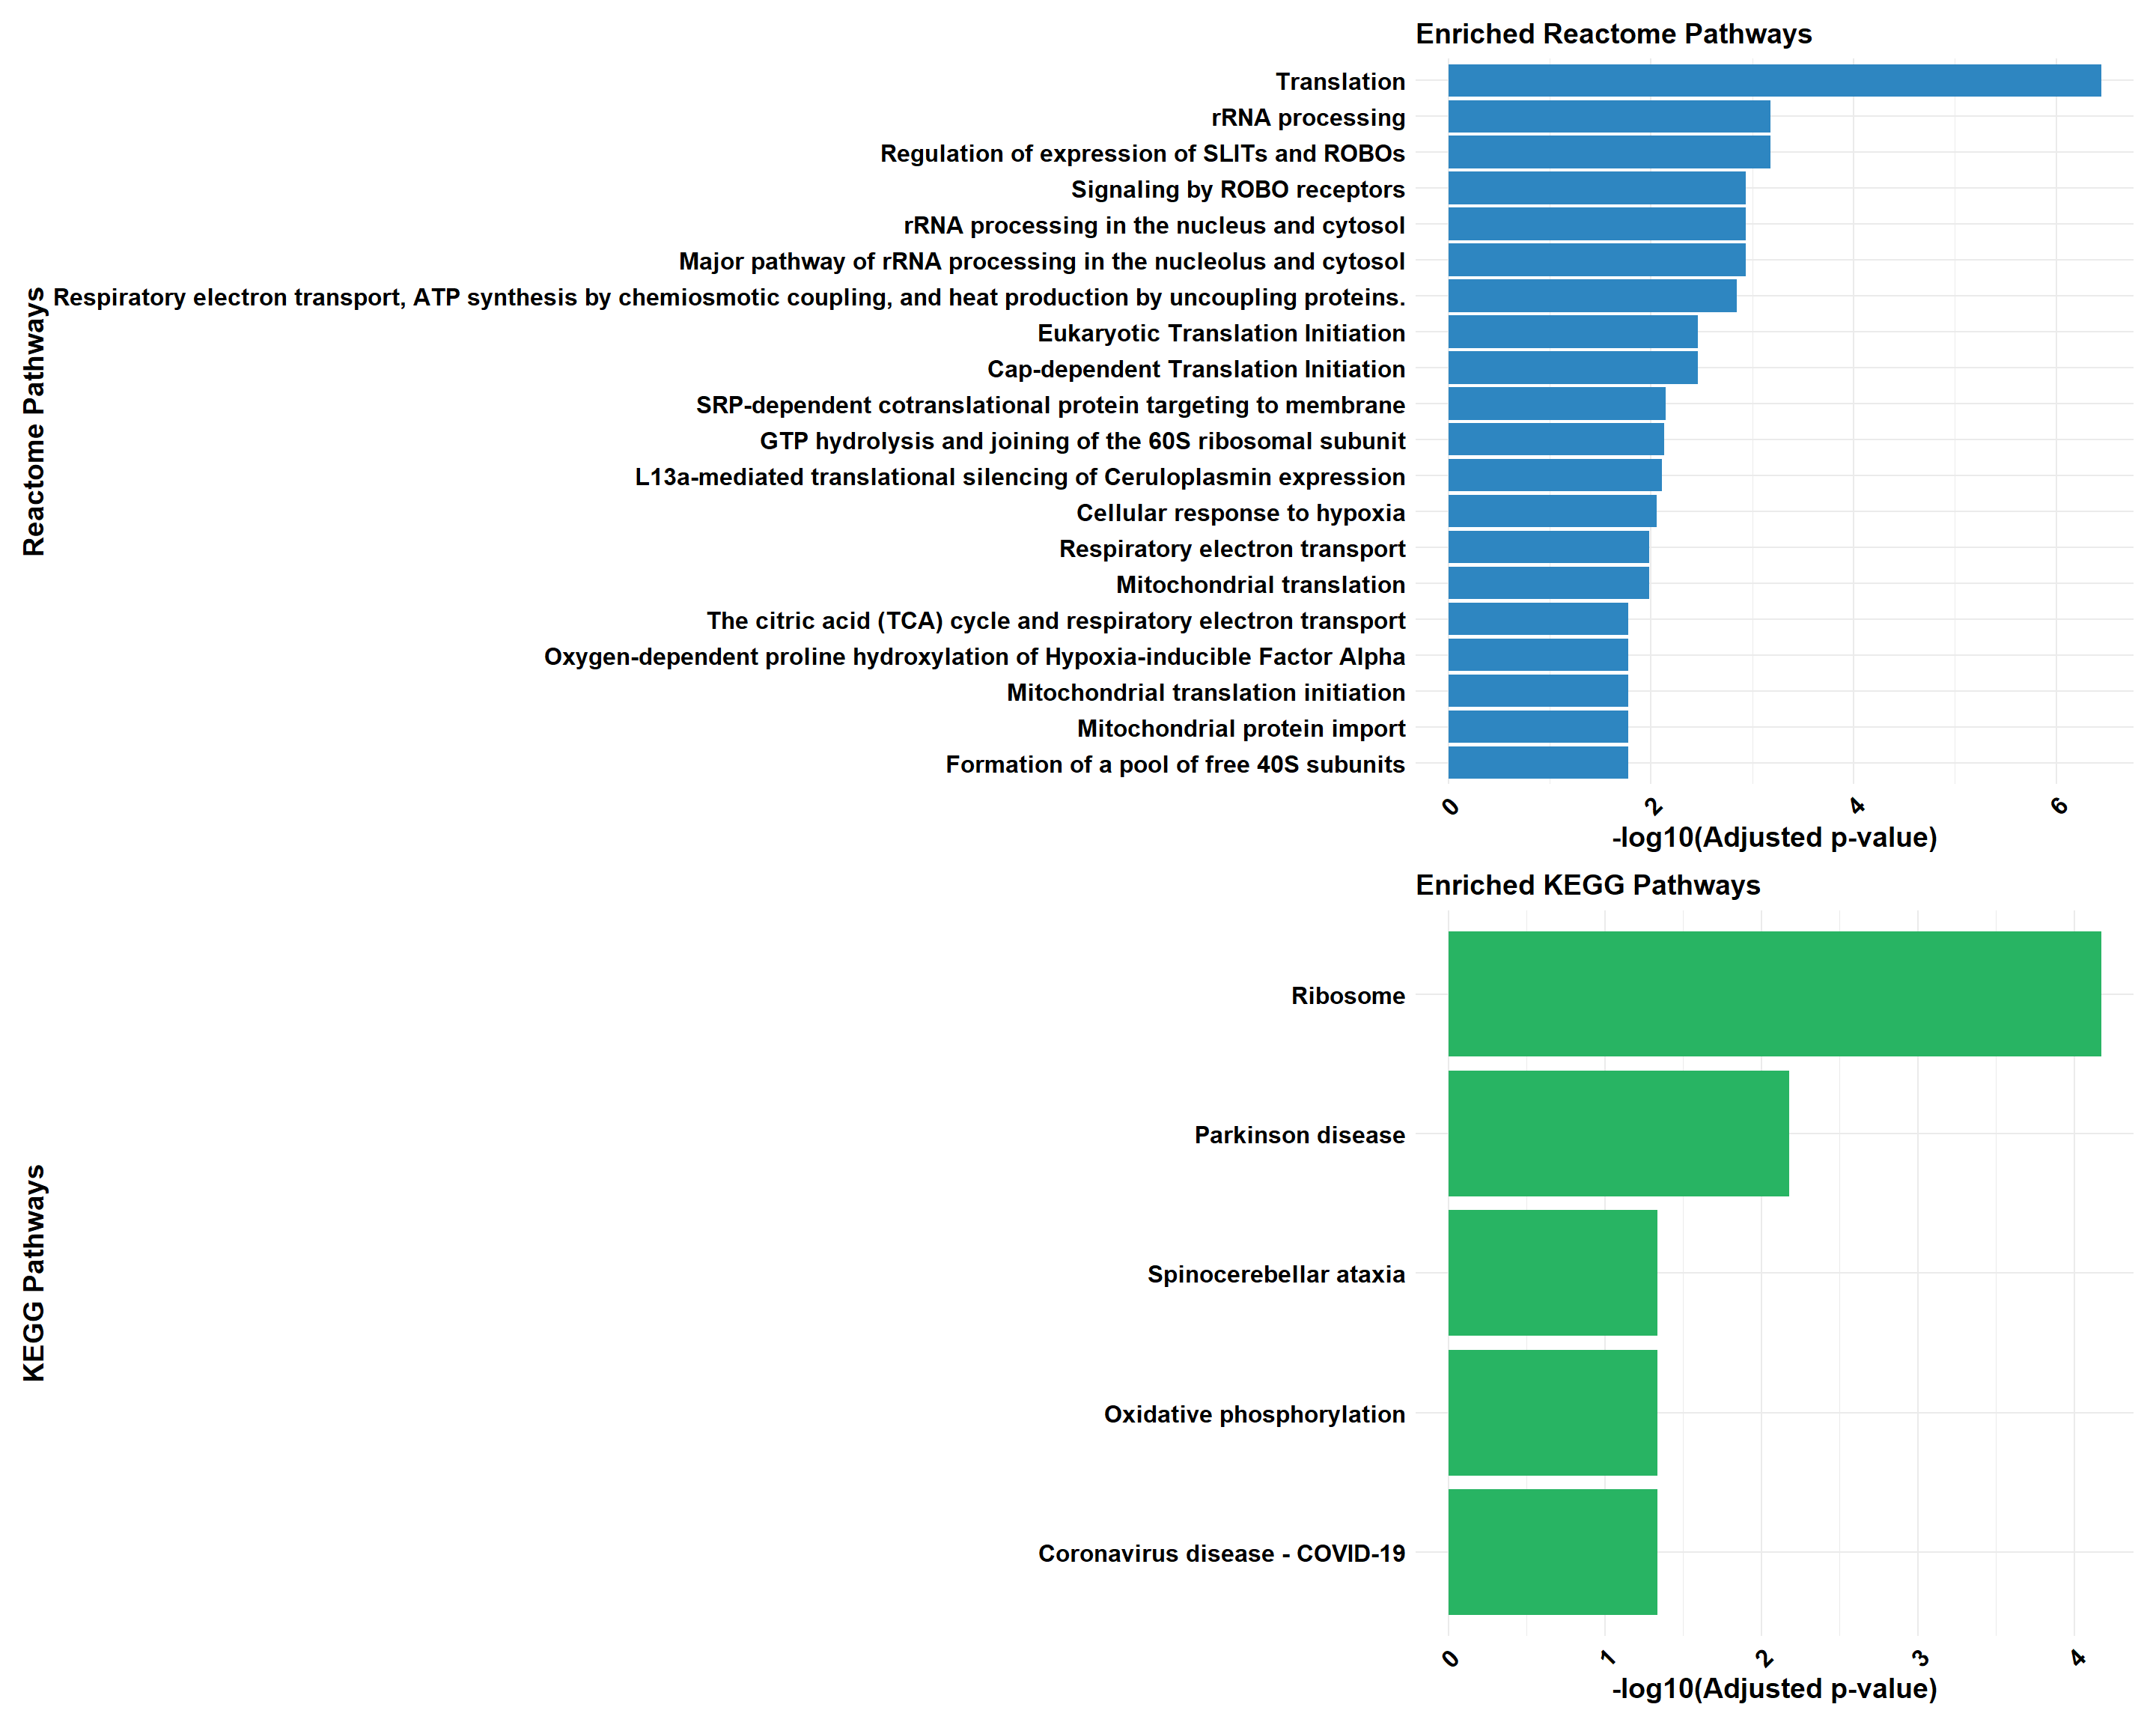 Enriched Reactome Pathways
Reactome Pathways
Translation
rRNA processing
Regulation of expression of SLITs and ROBOs
Signaling by ROBO receptors
rRNA processing in the nucleus and cytosol
Major pathway of rRNA processing in the nucleolus and cytosol
Respiratory electron transport, ATP synthesis by chemiosmotic coupling, and heat production by uncoupling proteins.
Eukaryotic Translation Initiation
Cap-dependent Translation Initiation
SRP-dependent cotranslational protein targeting to membrane
GTP hydrolysis and joining of the 60S ribosomal subunit
L13a-mediated translational silencing of Ceruloplasmin expression
Cellular response to hypoxia
Respiratory electron transport
Mitochondrial translation
The citric acid (TCA) cycle and respiratory electron transport
Oxygen-dependent proline hydroxylation of Hypoxia-inducible Factor Alpha
Mitochondrial translation initiation
Mitochondrial protein import
Formation of a pool of free 40S subunits
0 2 4 6
-log10(Adjusted p-value)
Enriched KEGG Pathways
KEGG Pathways
Ribosome
Parkinson disease
Spinocerebellar ataxia
Oxidative phosphorylation
Coronavirus disease - COVID-19
0 1 2 3 4
-log10(Adjusted p-value)